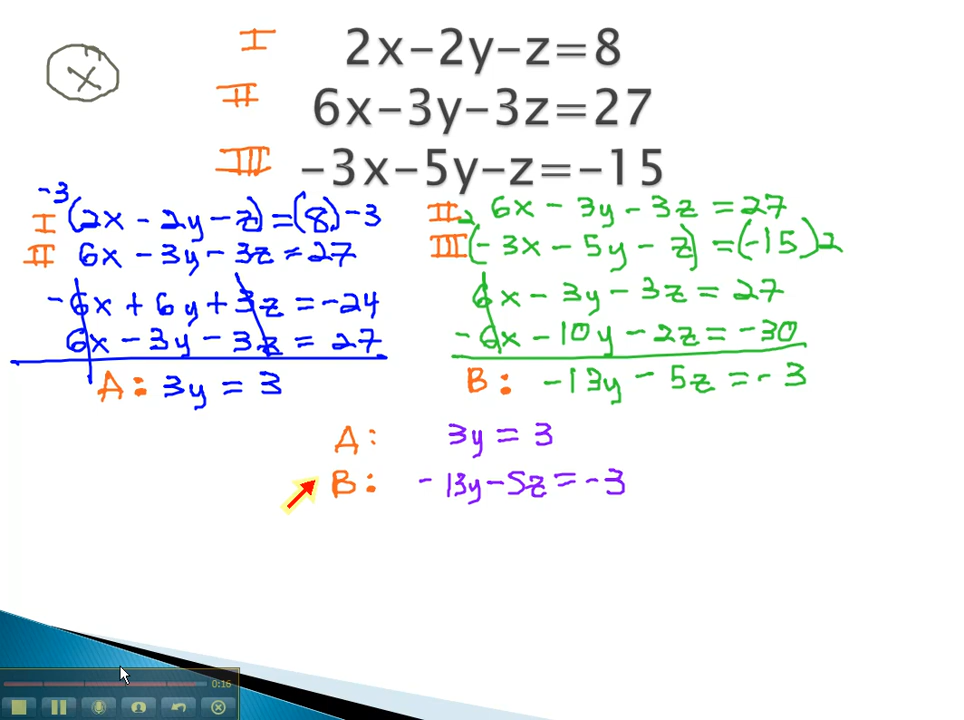 I 2x-2y-z=8
II 6x-3y-3z=27
III -3x-5y-z=-15
X
I -3(2x - 2y - z) = (8)-3
II 6x - 3y - 3z = 27
-6x + 6y + 3z = -24
6x - 3y - 3z = 27
A: 3y = 3
II 6x - 3y - 3z = 27
III 2(-3x - 5y - z) = (-15)2
6x - 3y - 3z = 27
-6x - 10y - 2z = -30
B: -13y - 5z = -3
A: 3y = 3
B: -13y - 5z = -3
0:16